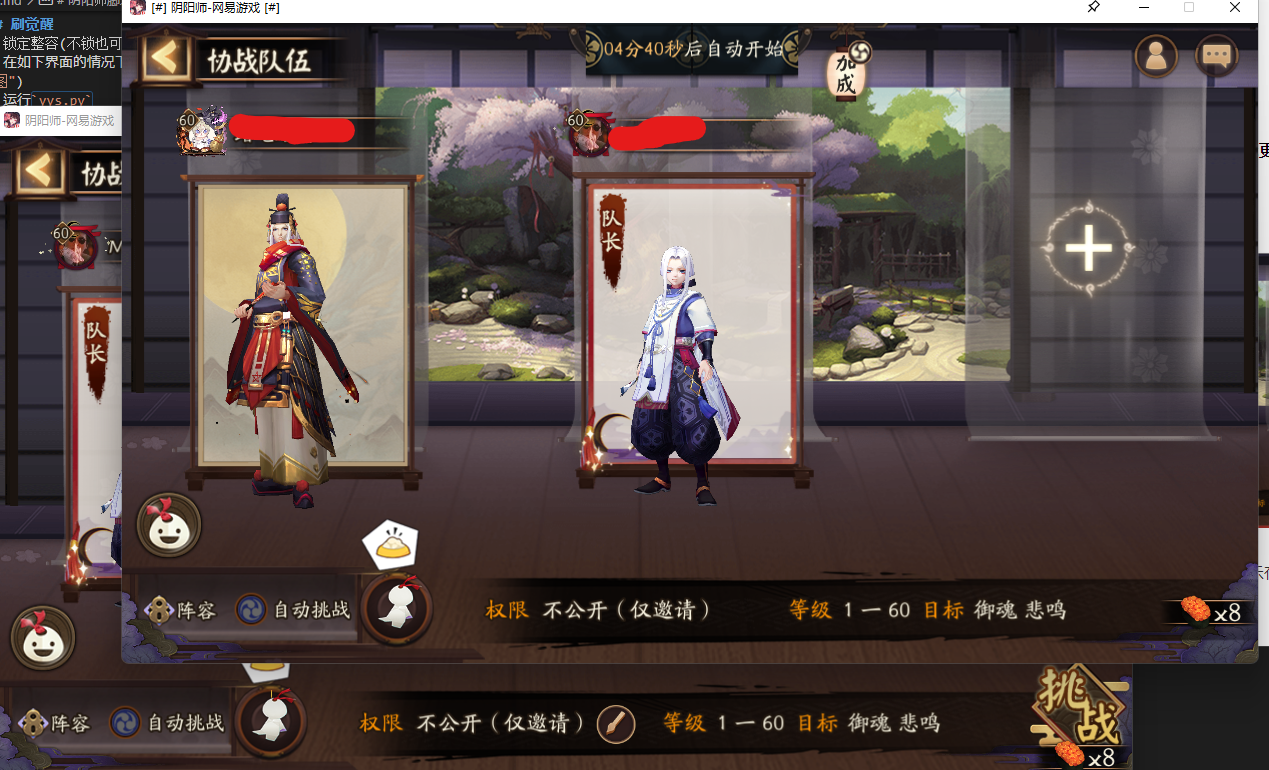 [#] 阴阳师-网易游戏 [#]
# 刷觉醒
锁定整容(不锁也可
在如下界面的情况下
图")
运行`yys.py`
阴阳师-网易游戏
协战队伍
04分40秒后自动开始
加成
60
60
队长
阵容 自动挑战
权限 不公开（仅邀请）
等级 1 一 60 目标 御魂 悲鸣
x8
协战
60
队长
阵容 自动挑战
权限 不公开（仅邀请）
等级 1 一 60 目标 御魂 悲鸣
挑战
x8